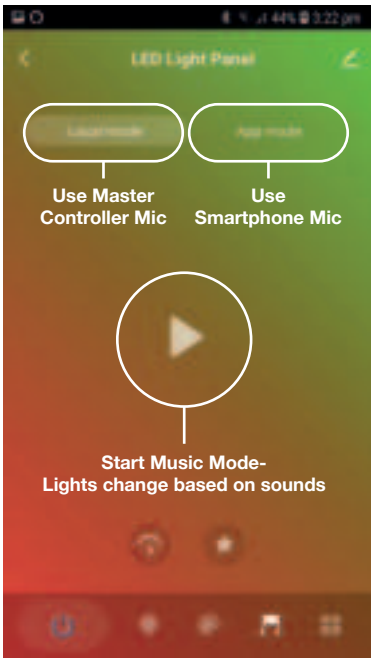 44% 3:22 pm
LED Light Panel
Local mode App mode
Use Master
Controller Mic
Use
Smartphone Mic
Start Music Mode-
Lights change based on sounds